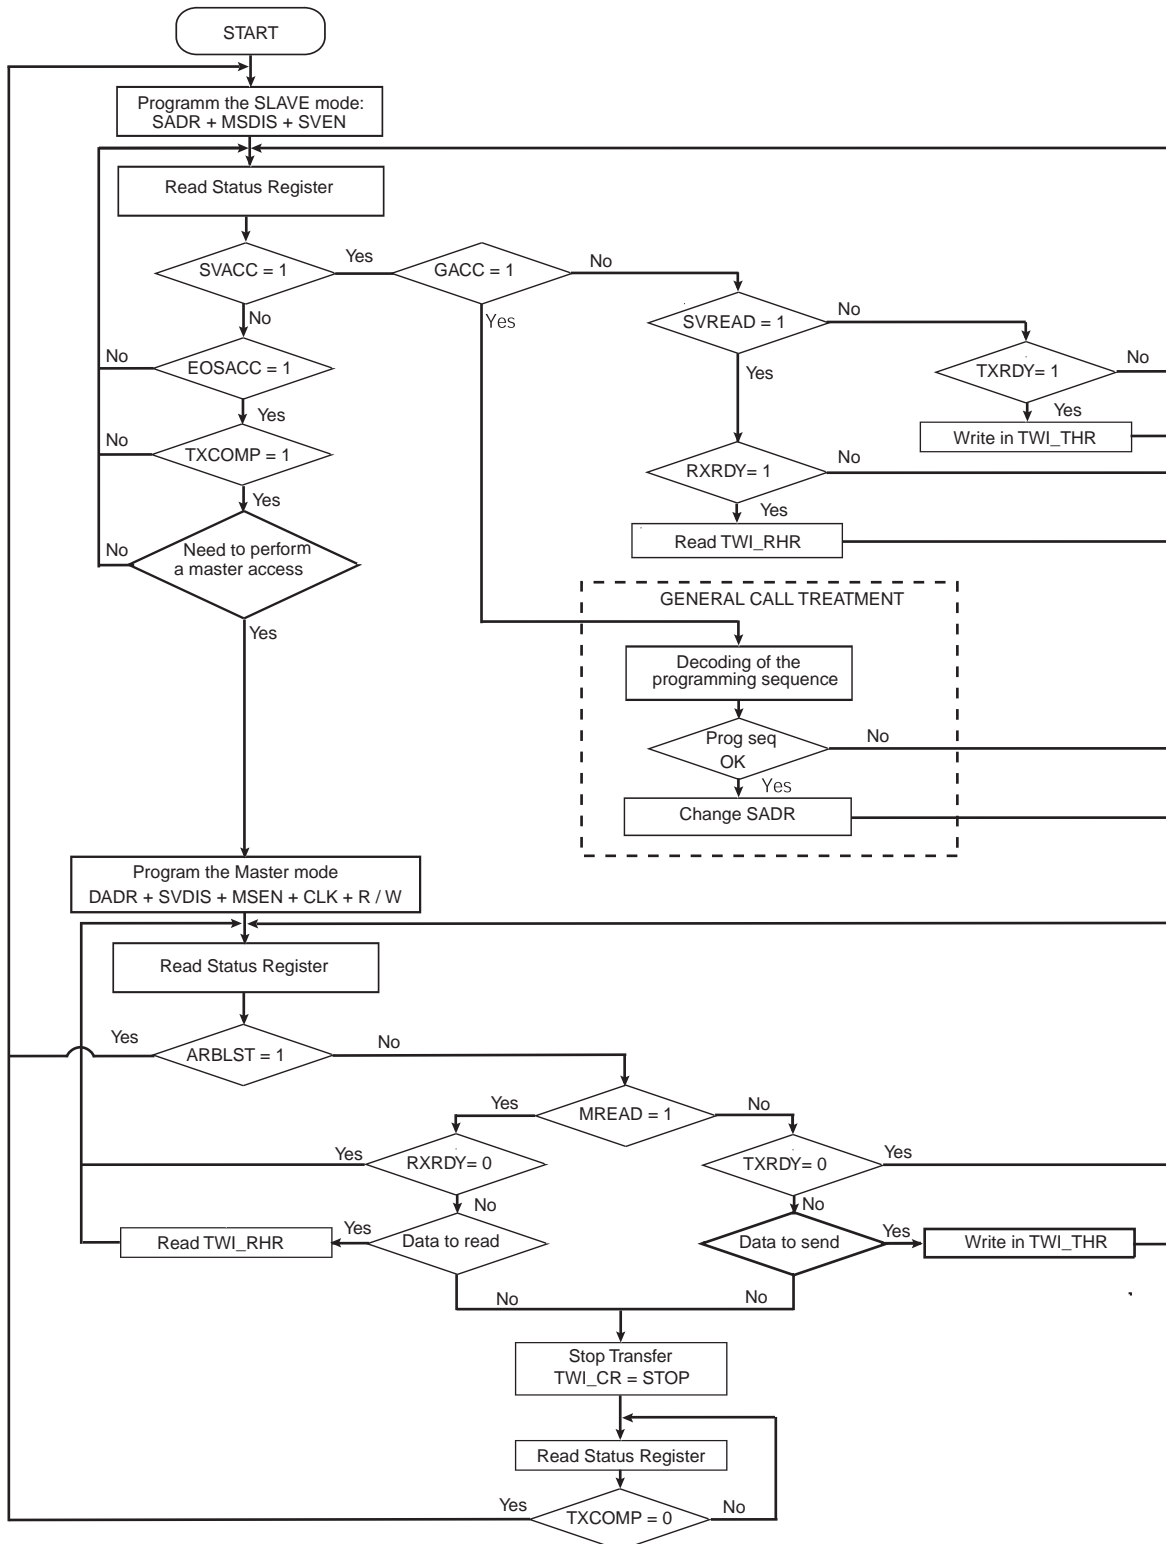 START
Programm the SLAVE mode:
SADR + MSDIS + SVEN
Read Status Register
SVACC = 1
Yes
GACC = 1
No
No
Yes
SVREAD = 1
No
No
EOSACC = 1
Yes
Yes
TXRDY= 1
No
Yes
Write in TWI_THR
No
TXCOMP = 1
Yes
RXRDY= 1
No
Yes
Read TWI_RHR
No
Need to perform
a master access
Yes
GENERAL CALL TREATMENT
Decoding of the
programming sequence
Prog seq
OK
No
Yes
Change SADR
Program the Master mode
DADR + SVDIS + MSEN + CLK + R / W
Read Status Register
Yes
ARBLST = 1
No
Yes
MREAD = 1
No
Yes
RXRDY= 0
TXRDY= 0
Yes
No
No
Read TWI_RHR
Yes
Data to read
Data to send
Yes
Write in TWI_THR
No
No
Stop Transfer
TWI_CR = STOP
Read Status Register
Yes
TXCOMP = 0
No